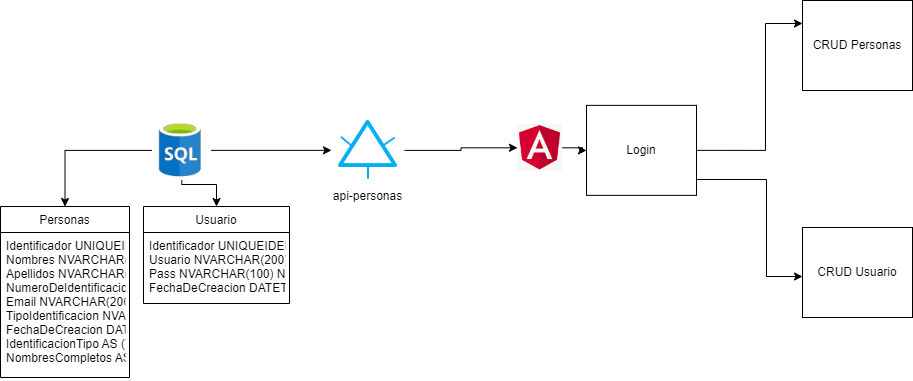 CRUD Personas
SQL
A
Login
api-personas
Personas
Identificador UNIQUEI
Nombres NVARCHAR(
Apellidos NVARCHAR(
NumeroDeIdentificacio
Email NVARCHAR(200
TipoIdentificacion NVA
FechaDeCreacion DAT
IdentificacionTipo AS (
NombresCompletos AS
Usuario
Identificador UNIQUEIDE
Usuario NVARCHAR(200
Pass NVARCHAR(100) N
FechaDeCreacion DATET
CRUD Usuario